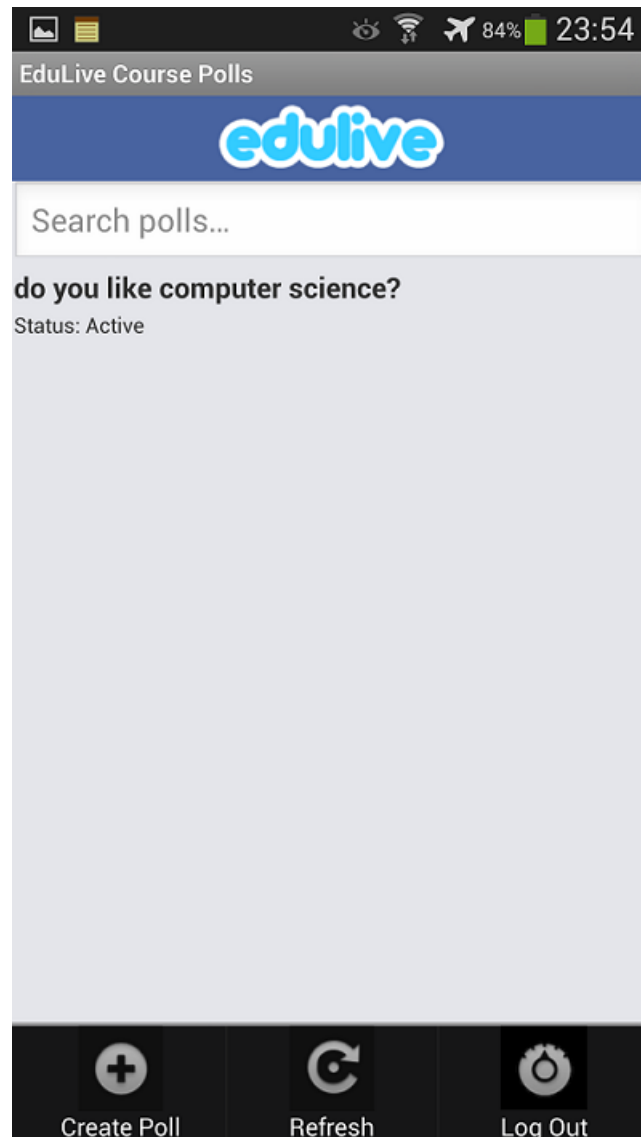 84% 23:54
EduLive Course Polls
edulive
Search polls...
do you like computer science?
Status: Active
Create Poll Refresh Log Out